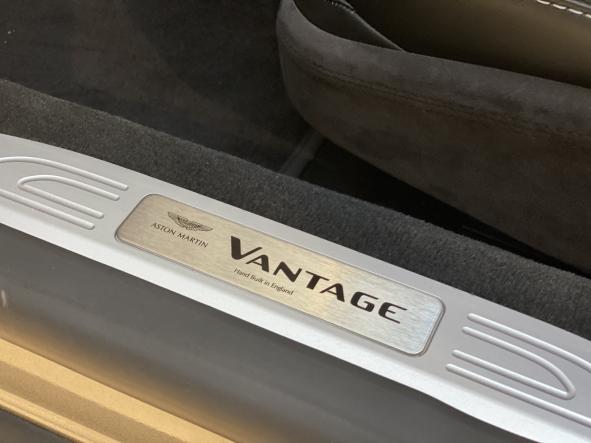 ASTON MARTIN
VANTAGE
Hand Built in England